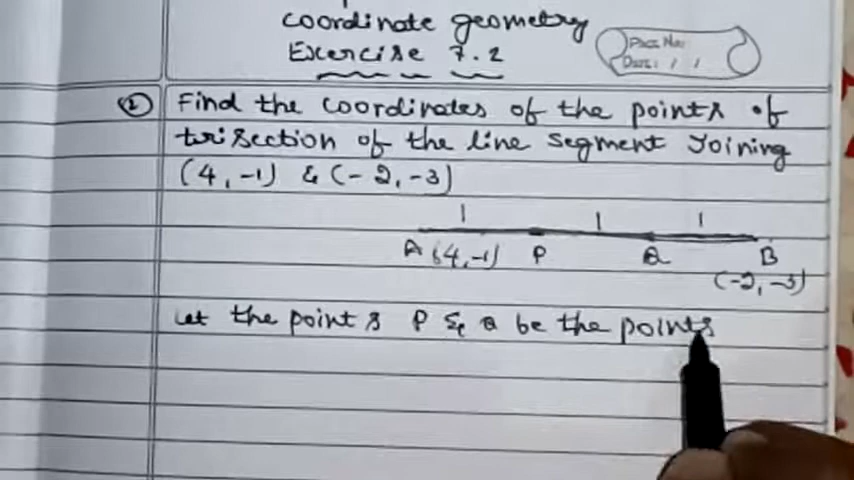 coordinate geometry
Exercise 7.2
Page No:
Date: / /
② Find the coordinates of the points of
trisection of the line segment joining
(4, -1) & (-2, -3)
1 1 1
A (4, -1) P Q B
(-2, -3)
Let the points P & Q be the points